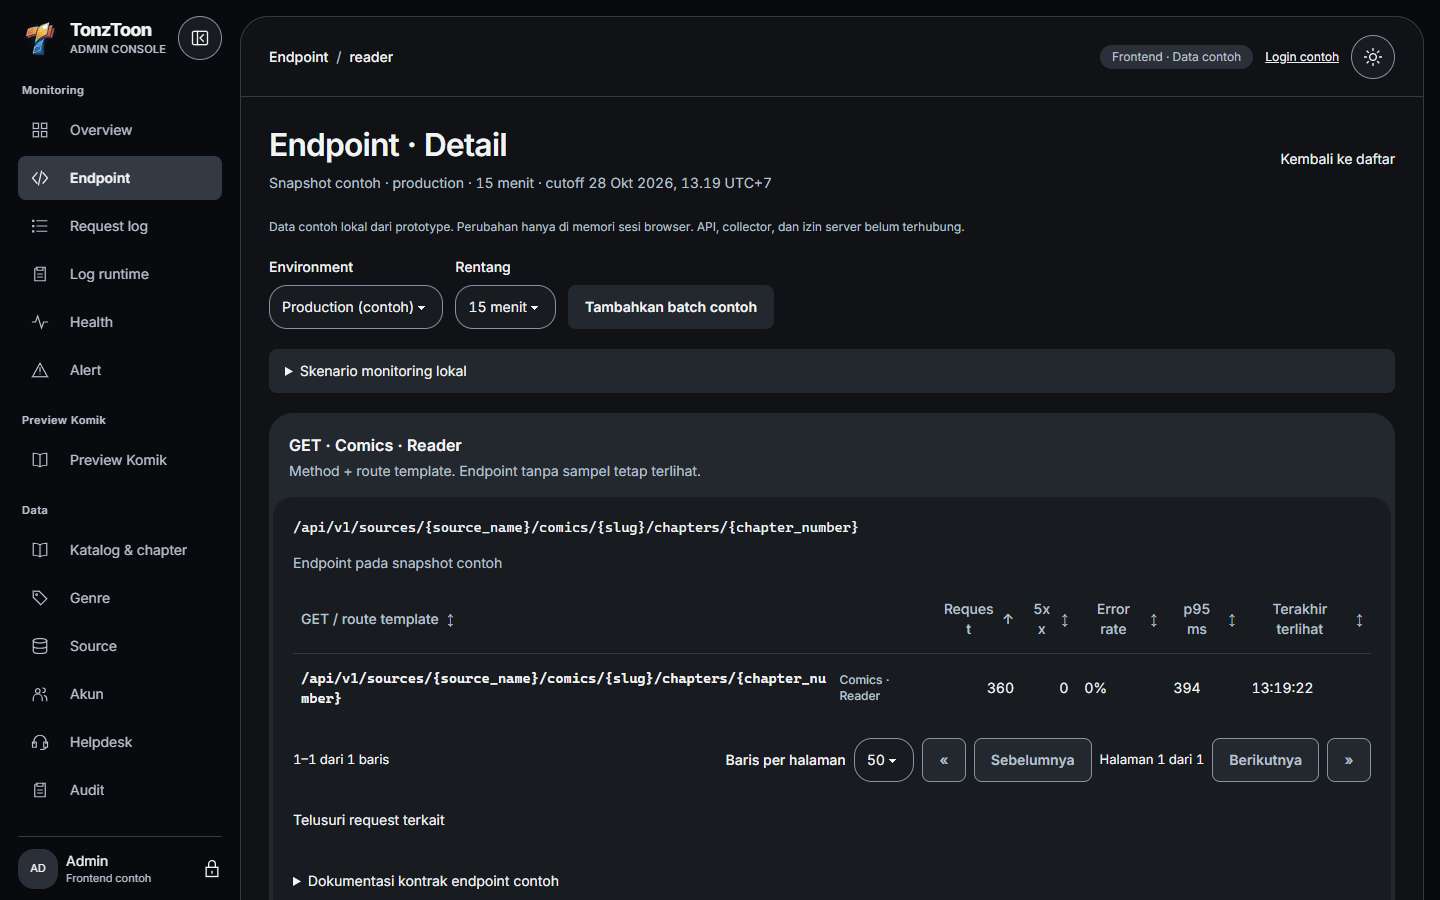 TonzToon
ADMIN CONSOLE
Monitoring
Overview
Endpoint
Request log
Log runtime
Health
Alert
Preview Komik
Preview Komik
Data
Katalog & chapter
Genre
Source
Akun
Helpdesk
Audit
AD
Admin
Frontend contoh
Endpoint / reader
Frontend · Data contoh
Login contoh
Endpoint · Detail
Kembali ke daftar
Snapshot contoh · production · 15 menit · cutoff 28 Okt 2026, 13.19 UTC+7
Data contoh lokal dari prototype. Perubahan hanya di memori sesi browser. API, collector, dan izin server belum terhubung.
Environment
Rentang
Production (contoh)
15 menit
Tambahkan batch contoh
Skenario monitoring lokal
GET · Comics · Reader
Method + route template. Endpoint tanpa sampel tetap terlihat.
/api/v1/sources/{source_name}/comics/{slug}/chapters/{chapter_number}
Endpoint pada snapshot contoh
GET / route template ↕
Reques
t ↑
5x
x ↕
Error
rate ↕
p95
ms ↕
Terakhir
terlihat ↕
/api/v1/sources/{source_name}/comics/{slug}/chapters/{chapter_nu
mber}
Comics ·
Reader
360
0
0%
394
13:19:22
1–1 dari 1 baris
Baris per halaman
50
«
Sebelumnya
Halaman 1 dari 1
Berikutnya
»
Telusuri request terkait
Dokumentasi kontrak endpoint contoh